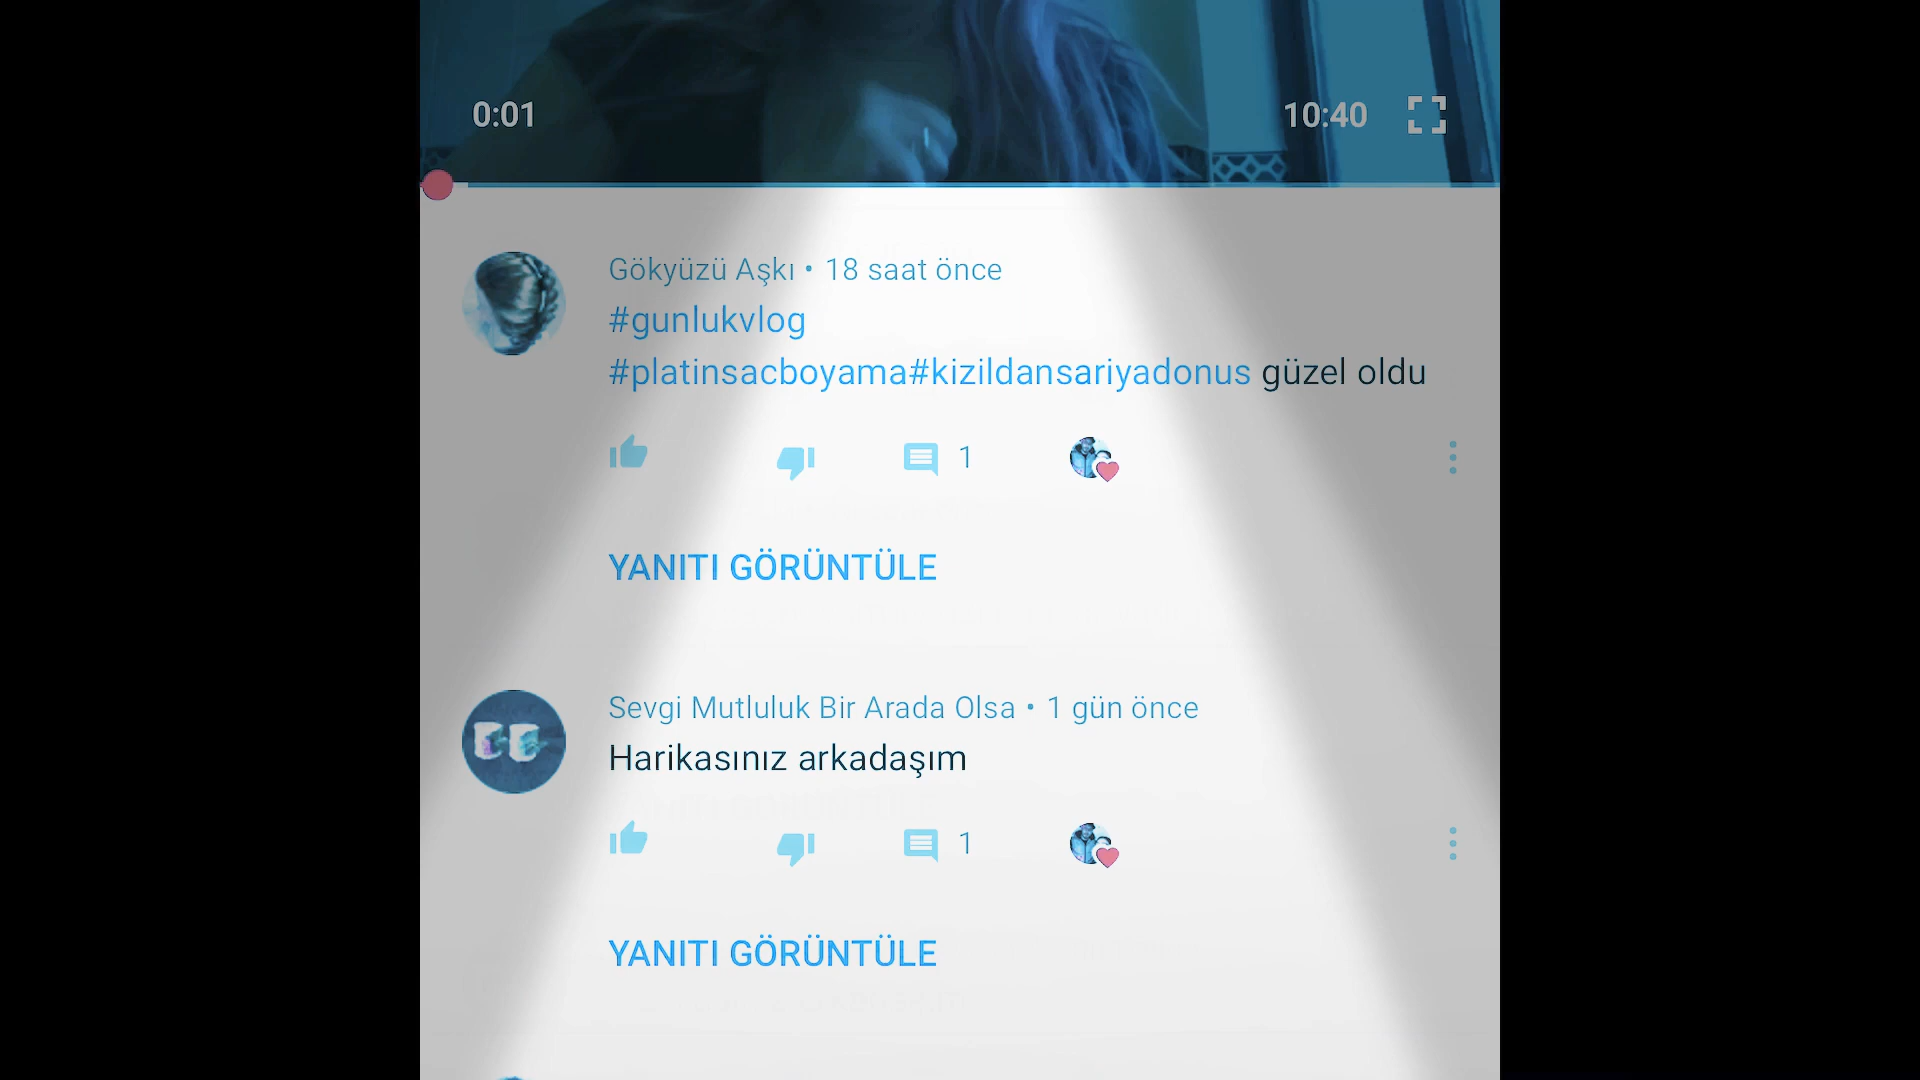 0:01
10:40
Gökyüzü Aşkı • 18 saat önce
#gunlukvlog
#platinsacboyama#kizildansariyadonus güzel oldu
1
YANITI GÖRÜNTÜLE
Sevgi Mutluluk Bir Arada Olsa • 1 gün önce
Harikasınız arkadaşım
1
YANITI GÖRÜNTÜLE